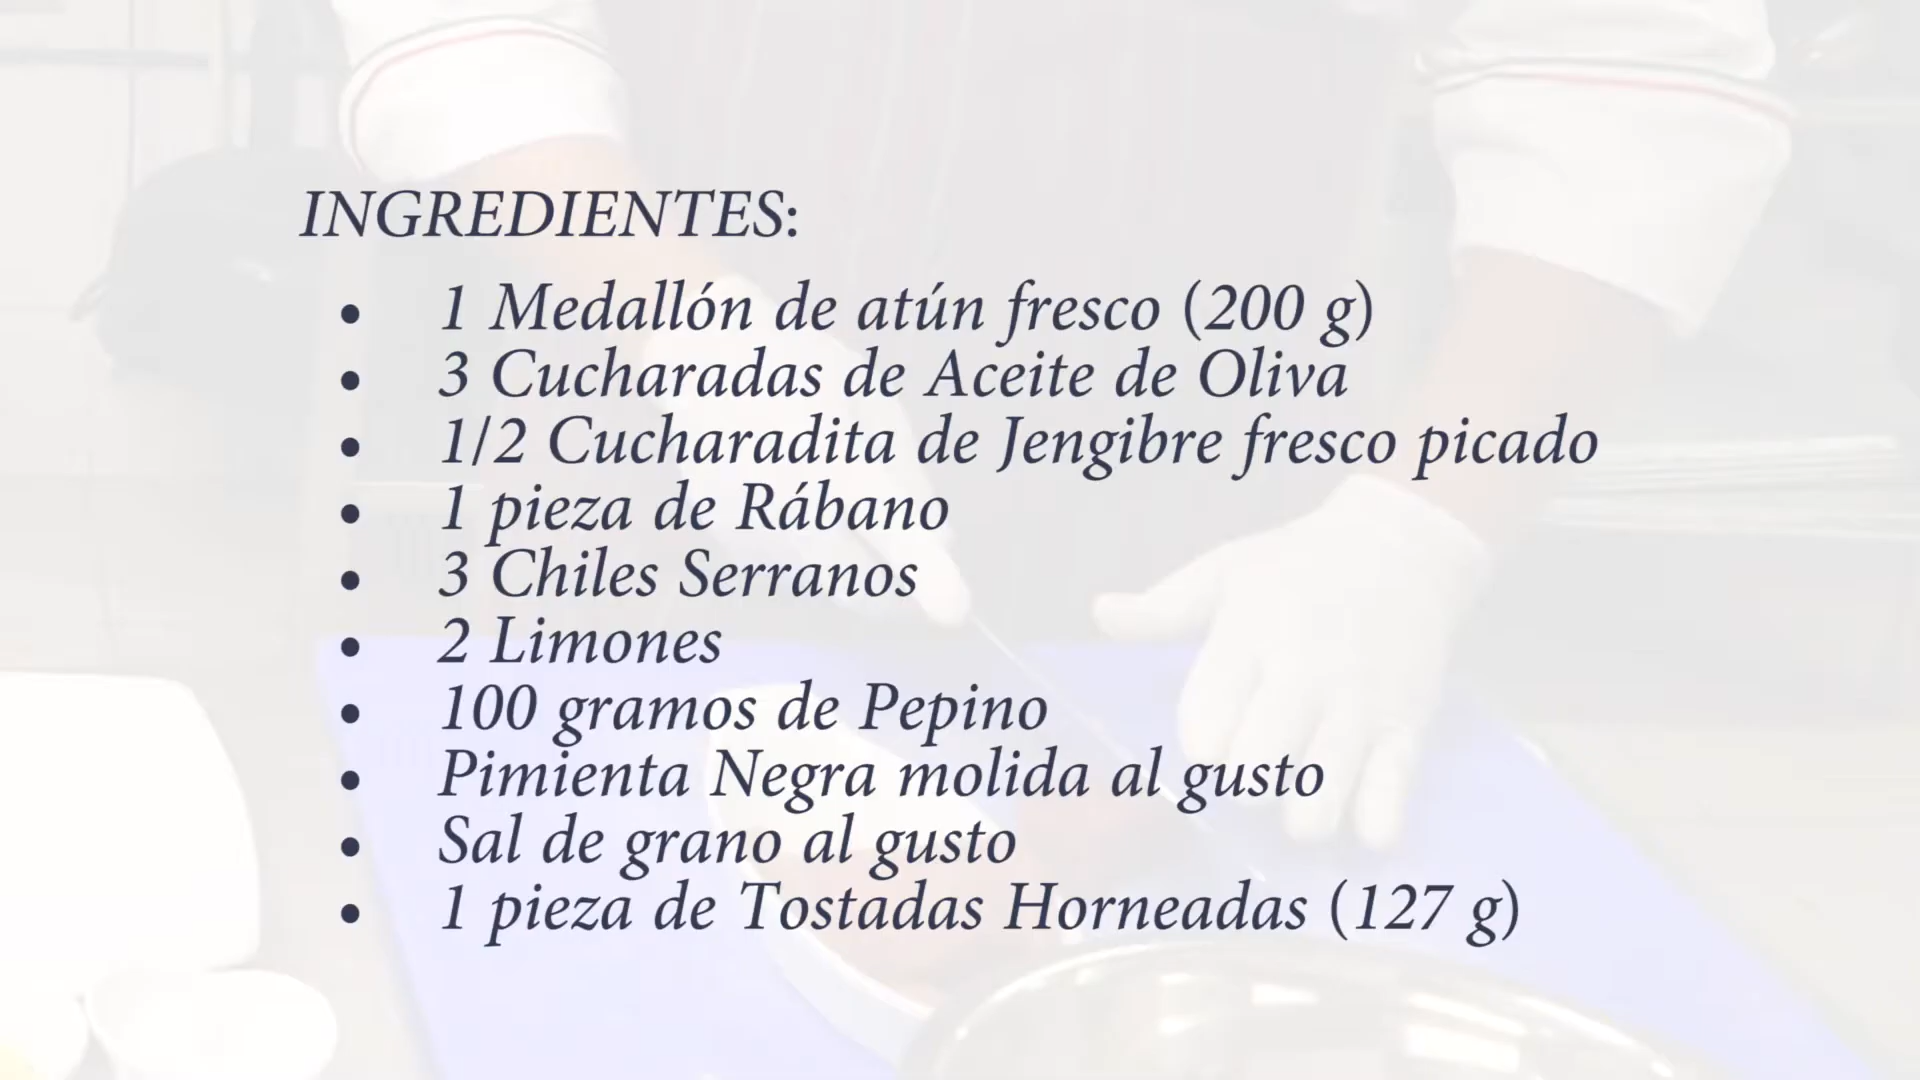 INGREDIENTES:
• 1 Medallón de atún fresco (200 g)
• 3 Cucharadas de Aceite de Oliva
• 1/2 Cucharadita de Jengibre fresco picado
• 1 pieza de Rábano
• 3 Chiles Serranos
• 2 Limones
• 100 gramos de Pepino
• Pimienta Negra molida al gusto
• Sal de grano al gusto
• 1 pieza de Tostadas Horneadas (127 g)